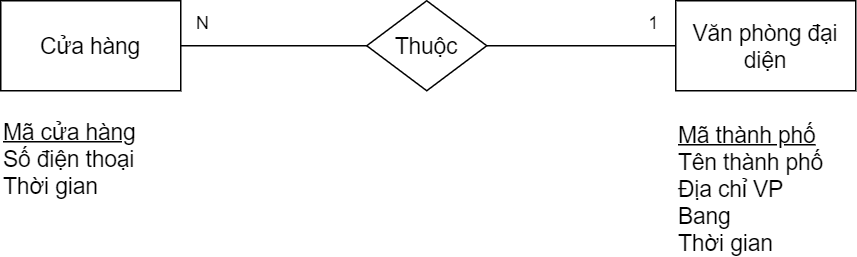 Cửa hàng
N
Thuộc
1
Văn phòng đại
diện
Mã cửa hàng
Số điện thoại
Thời gian
Mã thành phố
Tên thành phố
Địa chỉ VP
Bang
Thời gian